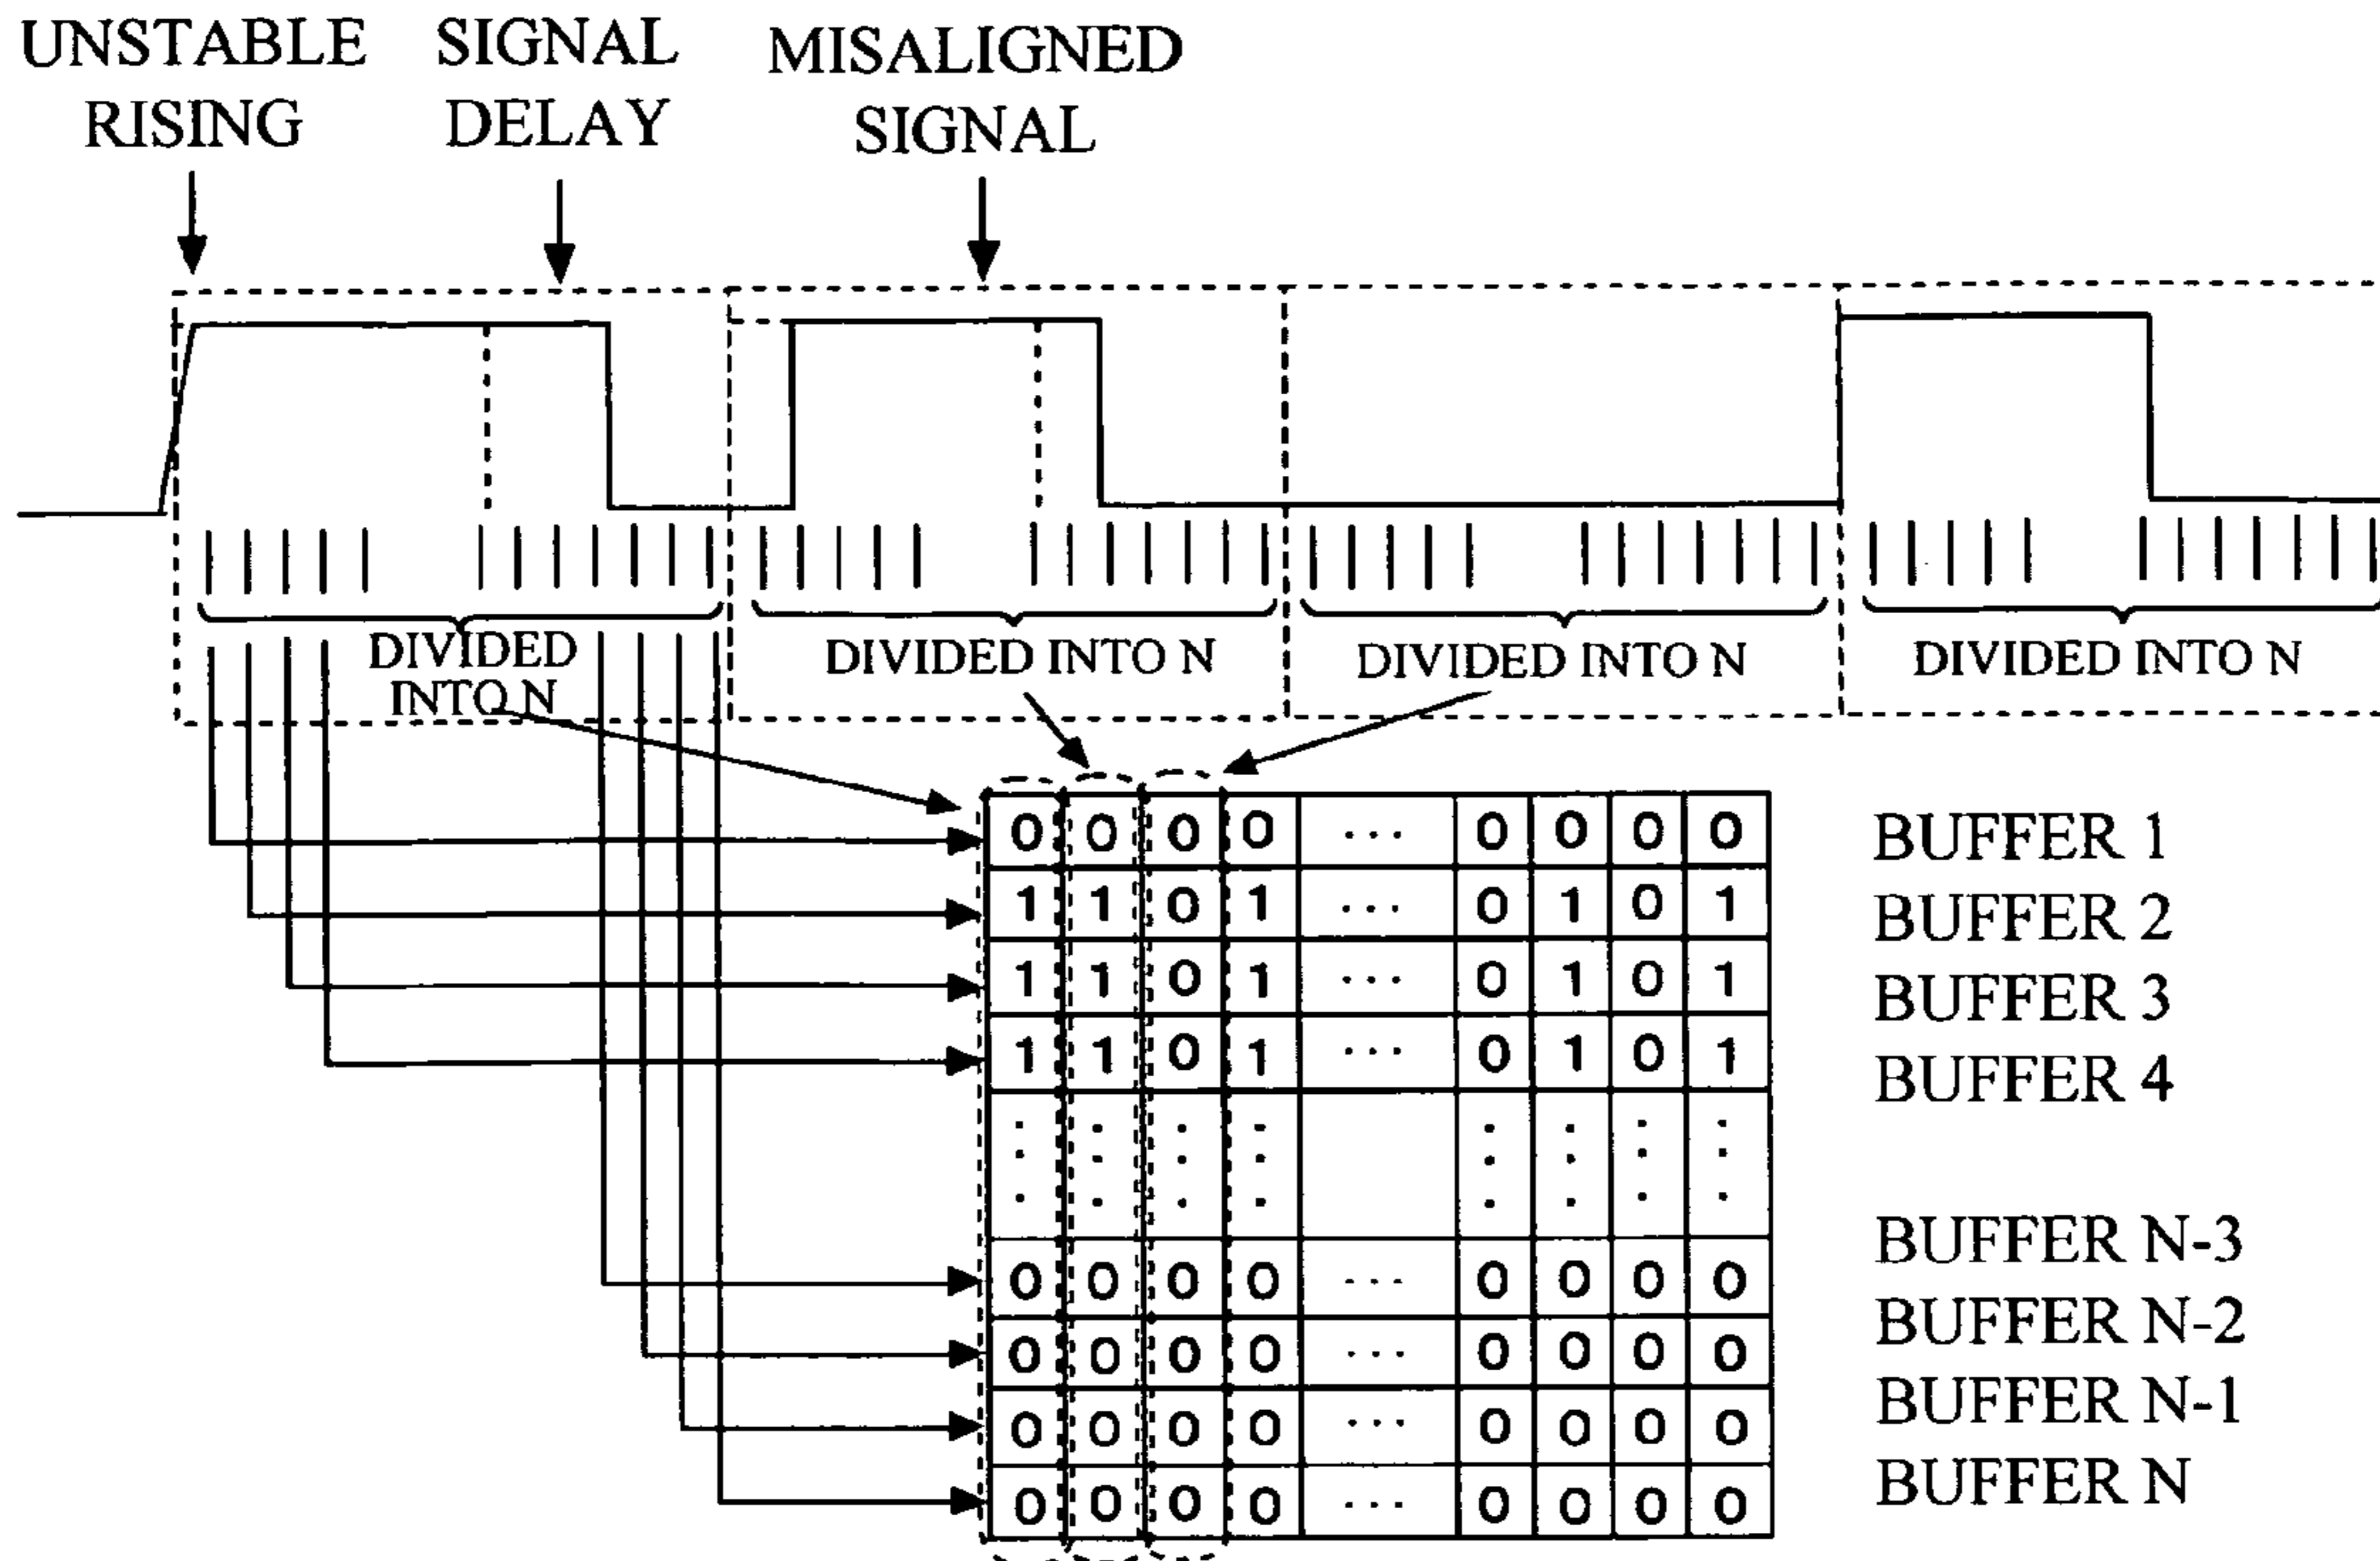 UNSTABLE
RISING
SIGNAL
DELAY
MISALIGNED
SIGNAL
DIVIDED
INTO N
DIVIDED INTO N
DIVIDED INTO N
DIVIDED INTO N
0 0 0 0 ... 0 0 0 0 BUFFER 1
1 1 0 1 ... 0 1 0 1 BUFFER 2
1 1 0 1 ... 0 1 0 1 BUFFER 3
1 1 0 1 ... 0 1 0 1 BUFFER 4
0 0 0 0 ... 0 0 0 0 BUFFER N-3
0 0 0 0 ... 0 0 0 0 BUFFER N-2
0 0 0 0 ... 0 0 0 0 BUFFER N-1
0 0 0 0 ... 0 0 0 0 BUFFER N